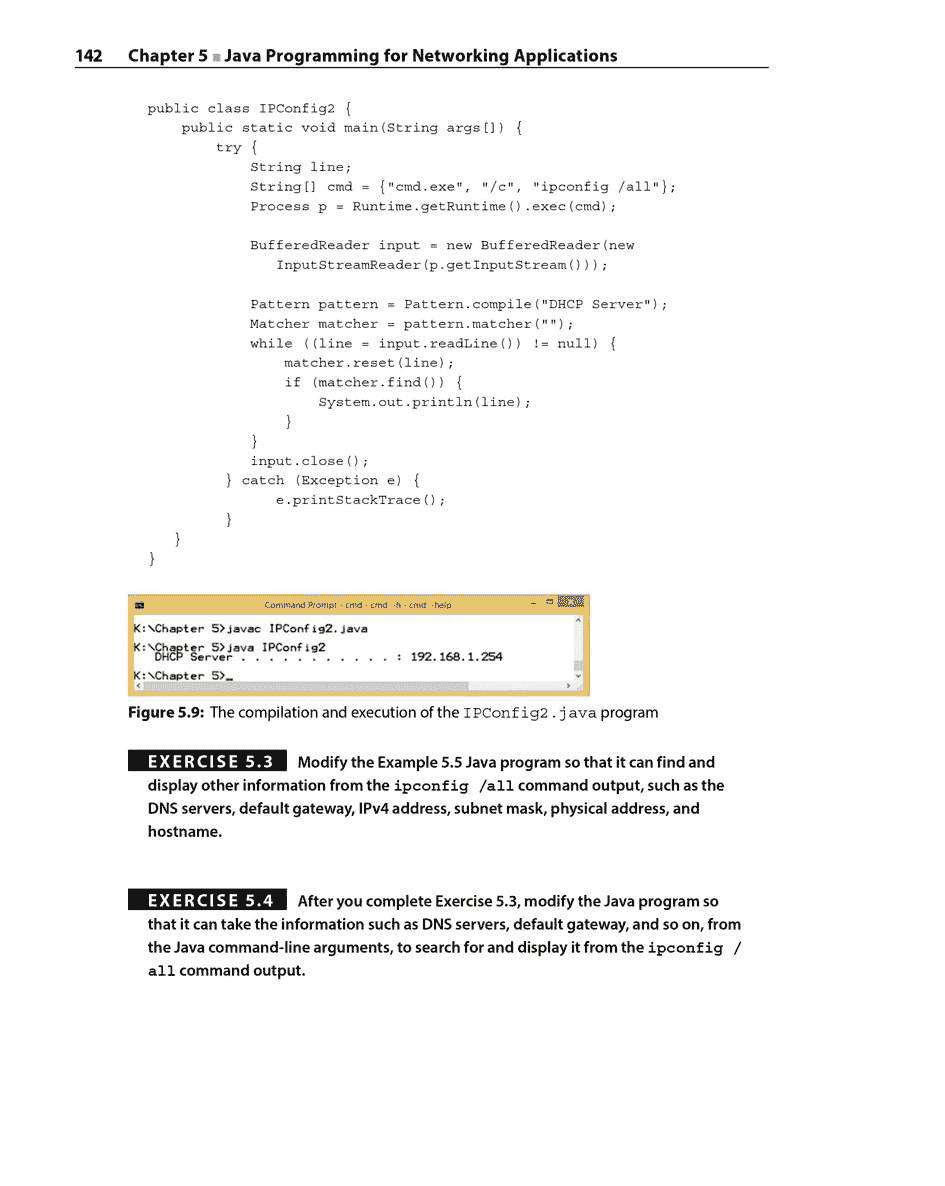 142 Chapter 5 ■ Java Programming for Networking Applications
public class IPConfig2 {
public static void main(String args[]) {
try {
String line;
String[] cmd = {"cmd.exe", "/c", "ipconfig /all"};
Process p = Runtime.getRuntime().exec(cmd);
BufferedReader input = new BufferedReader(new
InputStreamReader(p.getInputStream()));
Pattern pattern = Pattern.compile("DHCP Server");
Matcher matcher = pattern.matcher("");
while ((line = input.readLine()) != null) {
matcher.reset(line);
if (matcher.find()) {
System.out.println(line);
}
}
input.close();
} catch (Exception e) {
e.printStackTrace();
}
}
}
Command Prompt - cmd - cmd -h - cmd -help
K:\Chapter 5>javac IPConfig2.java
K:\Chapter 5>java IPConfig2
DHCP Server . . . . . . . . . . . : 192.168.1.254
K:\Chapter 5>_
Figure 5.9: The compilation and execution of the IPConfig2.java program
EXERCISE 5.3 Modify the Example 5.5 Java program so that it can find and
display other information from the ipconfig /all command output, such as the
DNS servers, default gateway, IPv4 address, subnet mask, physical address, and
hostname.
EXERCISE 5.4 After you complete Exercise 5.3, modify the Java program so
that it can take the information such as DNS servers, default gateway, and so on, from
the Java command-line arguments, to search for and display it from the ipconfig /
all command output.